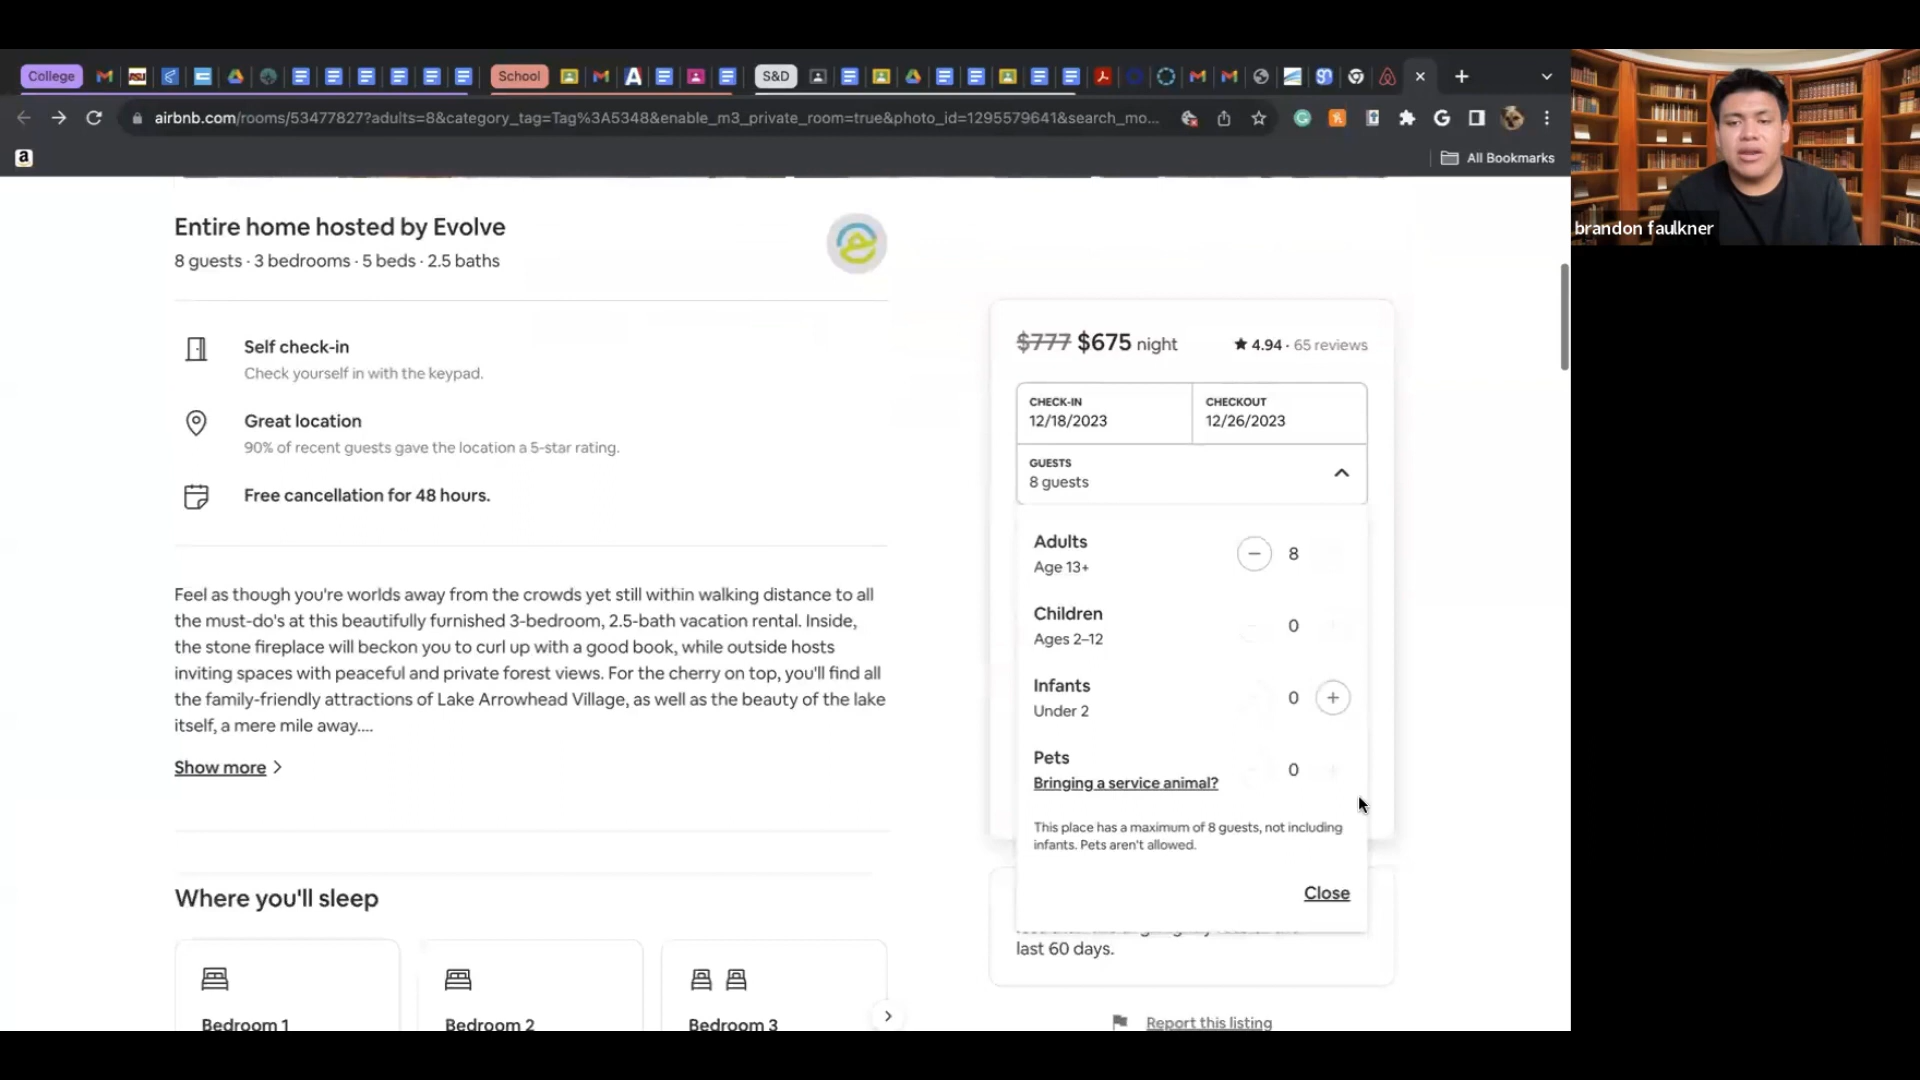 College
School
S&D
airbnb.com/rooms/53477827?adults=8&category_tag=Tag%3A5348&enable_m3_private_room=true&photo_id=1295579641&search_mo...
All Bookmarks
brandon faulkner
Entire home hosted by Evolve
8 guests · 3 bedrooms · 5 beds · 2.5 baths
Self check-in
Check yourself in with the keypad.
Great location
90% of recent guests gave the location a 5-star rating.
Free cancellation for 48 hours.
Feel as though you're worlds away from the crowds yet still within walking distance to all
the must-do's at this beautifully furnished 3-bedroom, 2.5-bath vacation rental. Inside,
the stone fireplace will beckon you to curl up with a good book, while outside hosts
inviting spaces with peaceful and private forest views. For the cherry on top, you'll find all
the family-friendly attractions of Lake Arrowhead Village, as well as the beauty of the lake
itself, a mere mile away....
Show more
Where you'll sleep
Bedroom 1
Bedroom 2
Bedroom 3
$777 $675 night
4.94 · 65 reviews
CHECK-IN
12/18/2023
CHECKOUT
12/26/2023
GUESTS
8 guests
Adults
Age 13+
8
Children
Ages 2–12
0
Infants
Under 2
0
Pets
Bringing a service animal?
0
This place has a maximum of 8 guests, not including
infants. Pets aren't allowed.
Close
last 60 days.
Report this listing